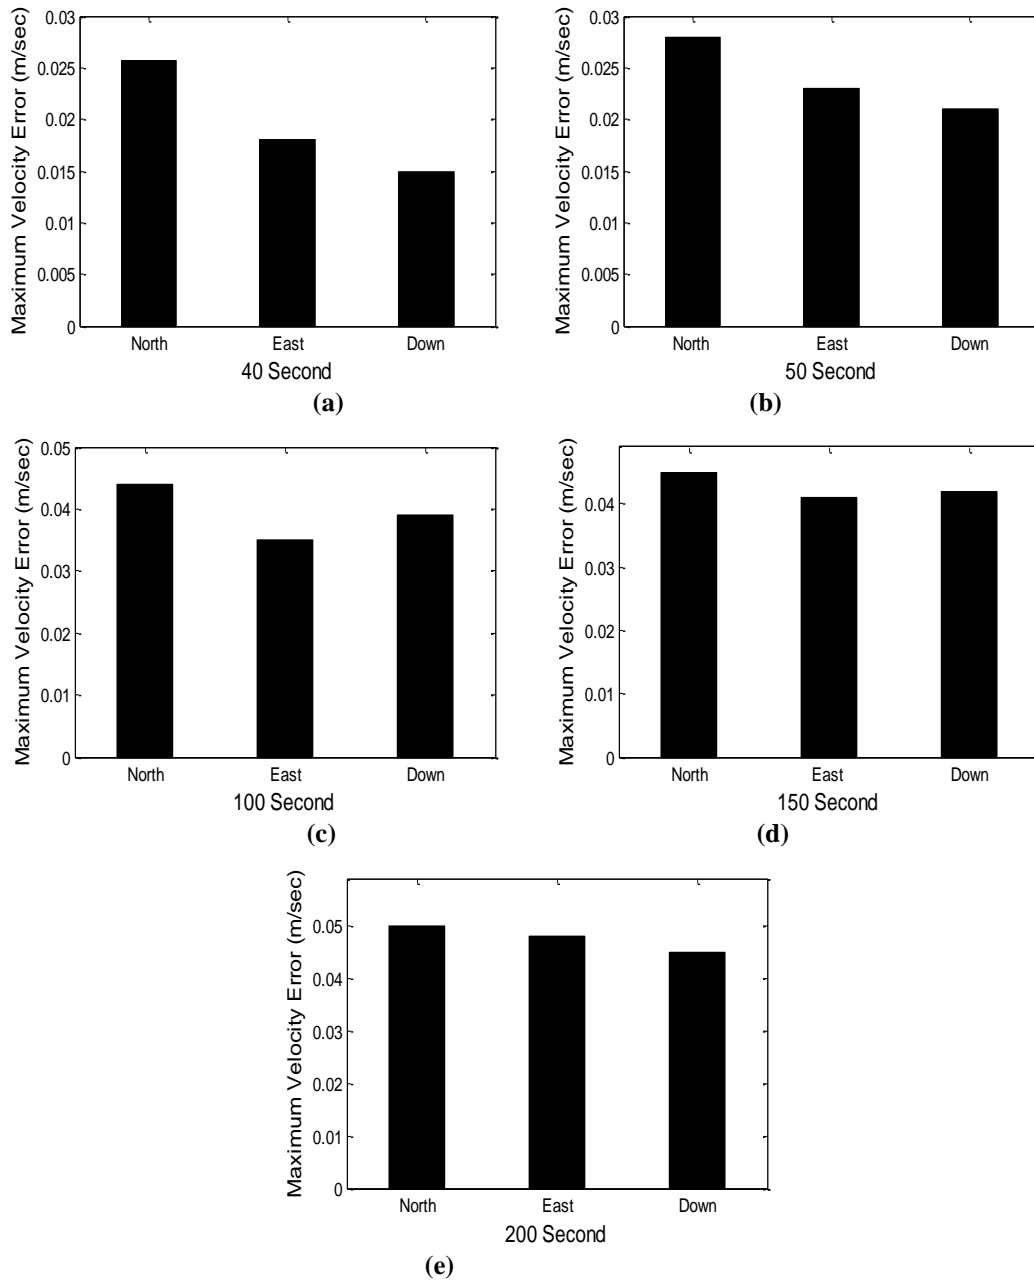 Maximum Velocity Error (m/sec)
0.03
0.025
0.02
0.015
0.01
0.005
0
North East Down
40 Second
(a)
Maximum Velocity Error (m/sec)
0.03
0.025
0.02
0.015
0.01
0.005
0
North East Down
50 Second
(b)
Maximum Velocity Error (m/sec)
0.05
0.04
0.03
0.02
0.01
0
North East Down
100 Second
(c)
Maximum Velocity Error (m/sec)
0.04
0.03
0.02
0.01
0
North East Down
150 Second
(d)
Maximum Velocity Error (m/sec)
0.05
0.04
0.03
0.02
0.01
0
North East Down
200 Second
(e)